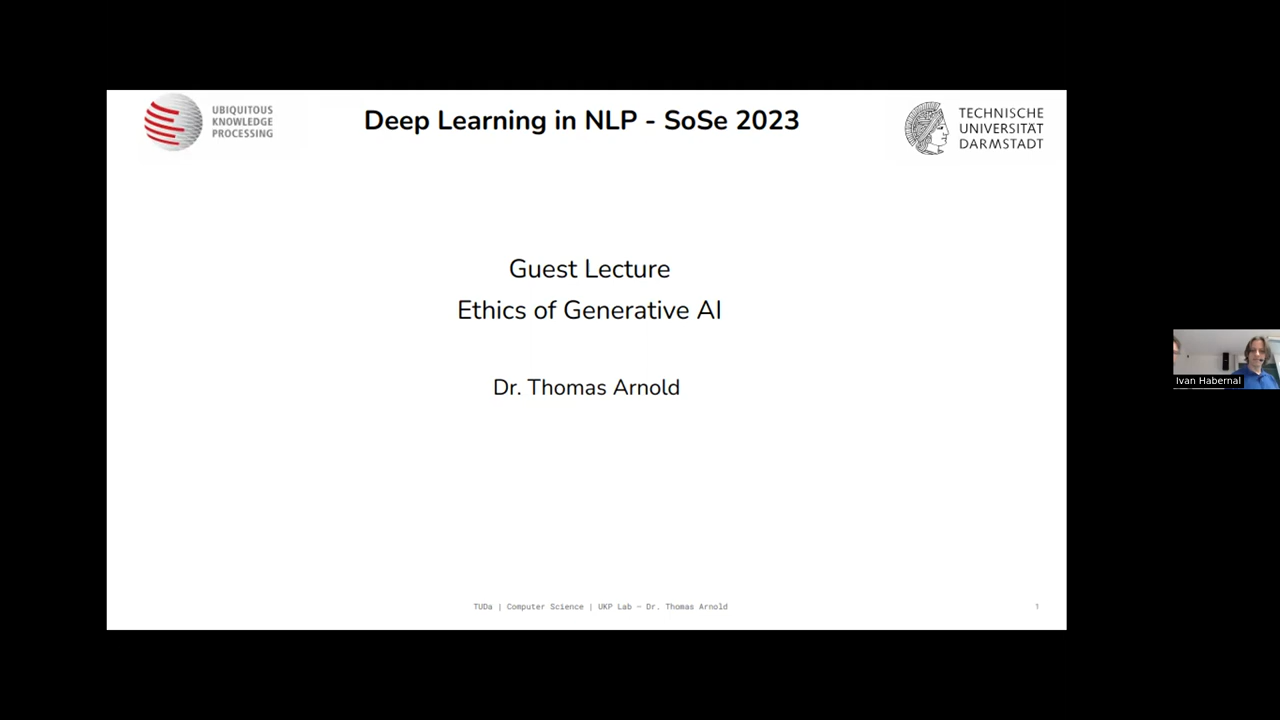 UBIQUITOUS
KNOWLEDGE
PROCESSING
Deep Learning in NLP - SoSe 2023
TECHNISCHE
UNIVERSITÄT
DARMSTADT
Guest Lecture
Ethics of Generative AI
Dr. Thomas Arnold
Ivan Habernal
TUDa | Computer Science | UKP Lab – Dr. Thomas Arnold
1